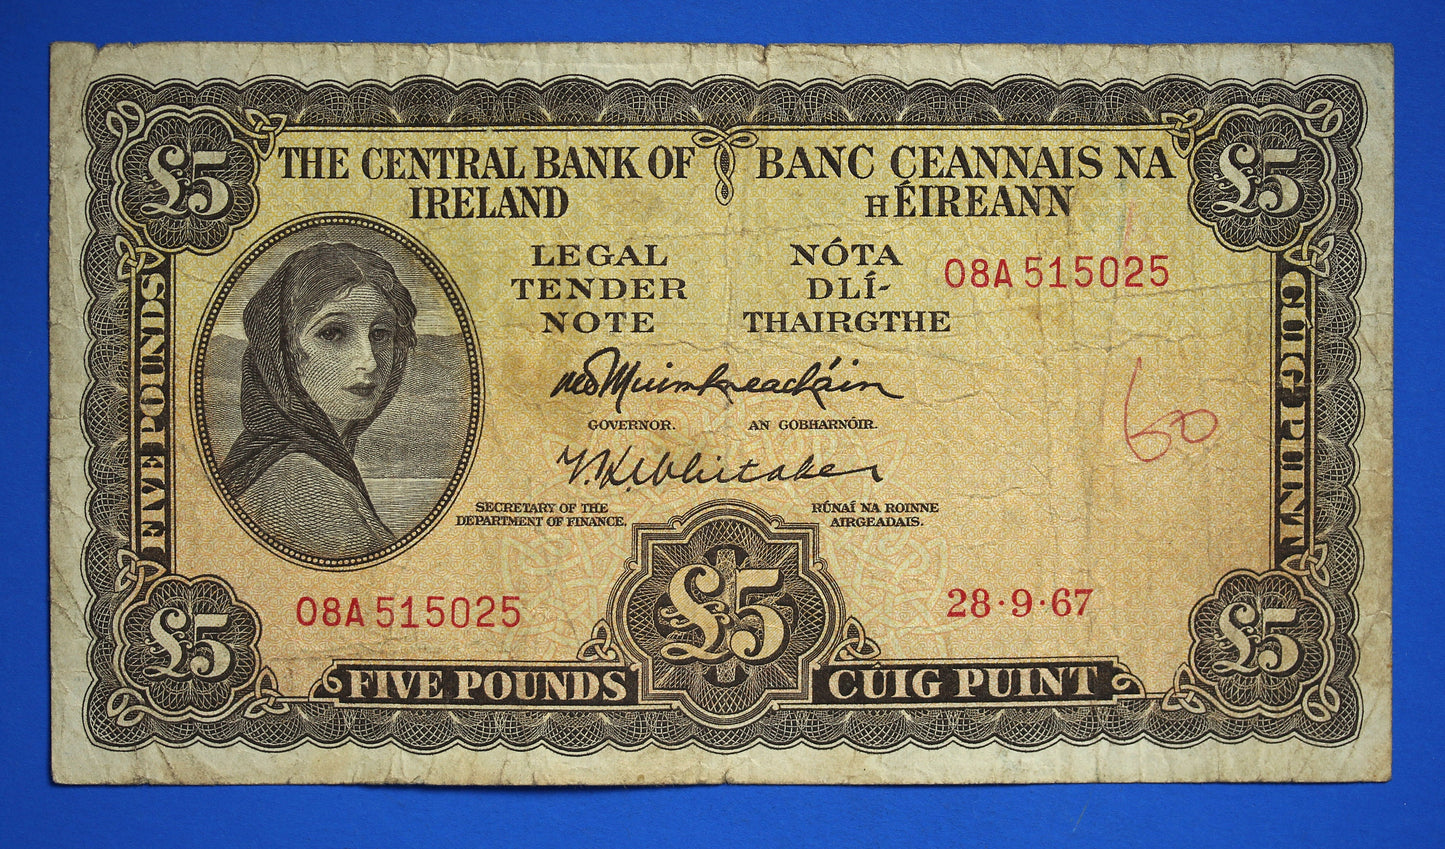 £5
£5
THE CENTRAL BANK OF
IRELAND
BANC CEANNAIS NA
hÉIREANN
LEGAL
TENDER
NOTE
NÓTA
DLÍ-
THAIRGTHE
08A 515025
FIVE POUNDS
CÚIG PUINT
M Ó Muimhneacháin
GOVERNOR. AN GOBHARNÓIR.
60
T.K. Whitaker
SECRETARY OF THE
DEPARTMENT OF FINANCE.
RÚNAÍ NA ROINNE
AIRGEADAIS.
08A 515025
28·9·67
£5
£5
£5
FIVE POUNDS
CÚIG PUINT